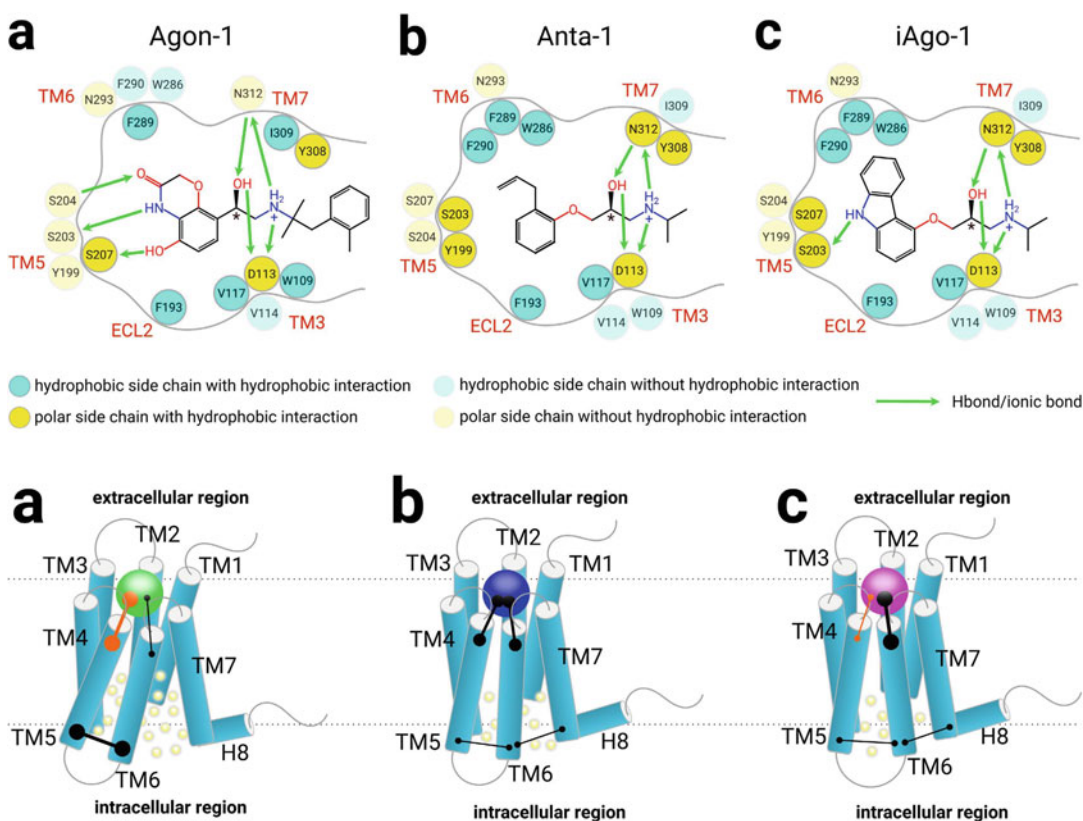 a
Agon-1
b
Anta-1
c
iAgo-1
TM6
N293
F290
W286
F289
N312
TM7
I309
Y308
O
O
OH
H2
N
+
HN
*
HO
S204
S203
S207
TM5
Y199
F193
ECL2
V117
D113
W109
V114
TM3
N293
TM6
F289
F290
W286
TM7
I309
N312
Y308
OH
H2
N
+
O
*
S207
S203
S204
Y199
TM5
D113
V117
F193
ECL2
V114
W109
TM3
N293
TM6
F289
F290
W286
TM7
I309
N312
Y308
OH
H2
N
+
HN
O
*
S204
S207
Y199
S203
TM5
D113
V117
F193
ECL2
V114
W109
TM3
hydrophobic side chain with hydrophobic interaction
polar side chain with hydrophobic interaction
hydrophobic side chain without hydrophobic interaction
polar side chain without hydrophobic interaction
Hbond/ionic bond
a
extracellular region
TM2
TM3
TM1
TM4
TM7
TM5
H8
TM6
intracellular region
b
extracellular region
TM2
TM3
TM1
TM4
TM7
TM5
H8
TM6
intracellular region
c
extracellular region
TM2
TM3
TM1
TM4
TM7
TM5
H8
TM6
intracellular region